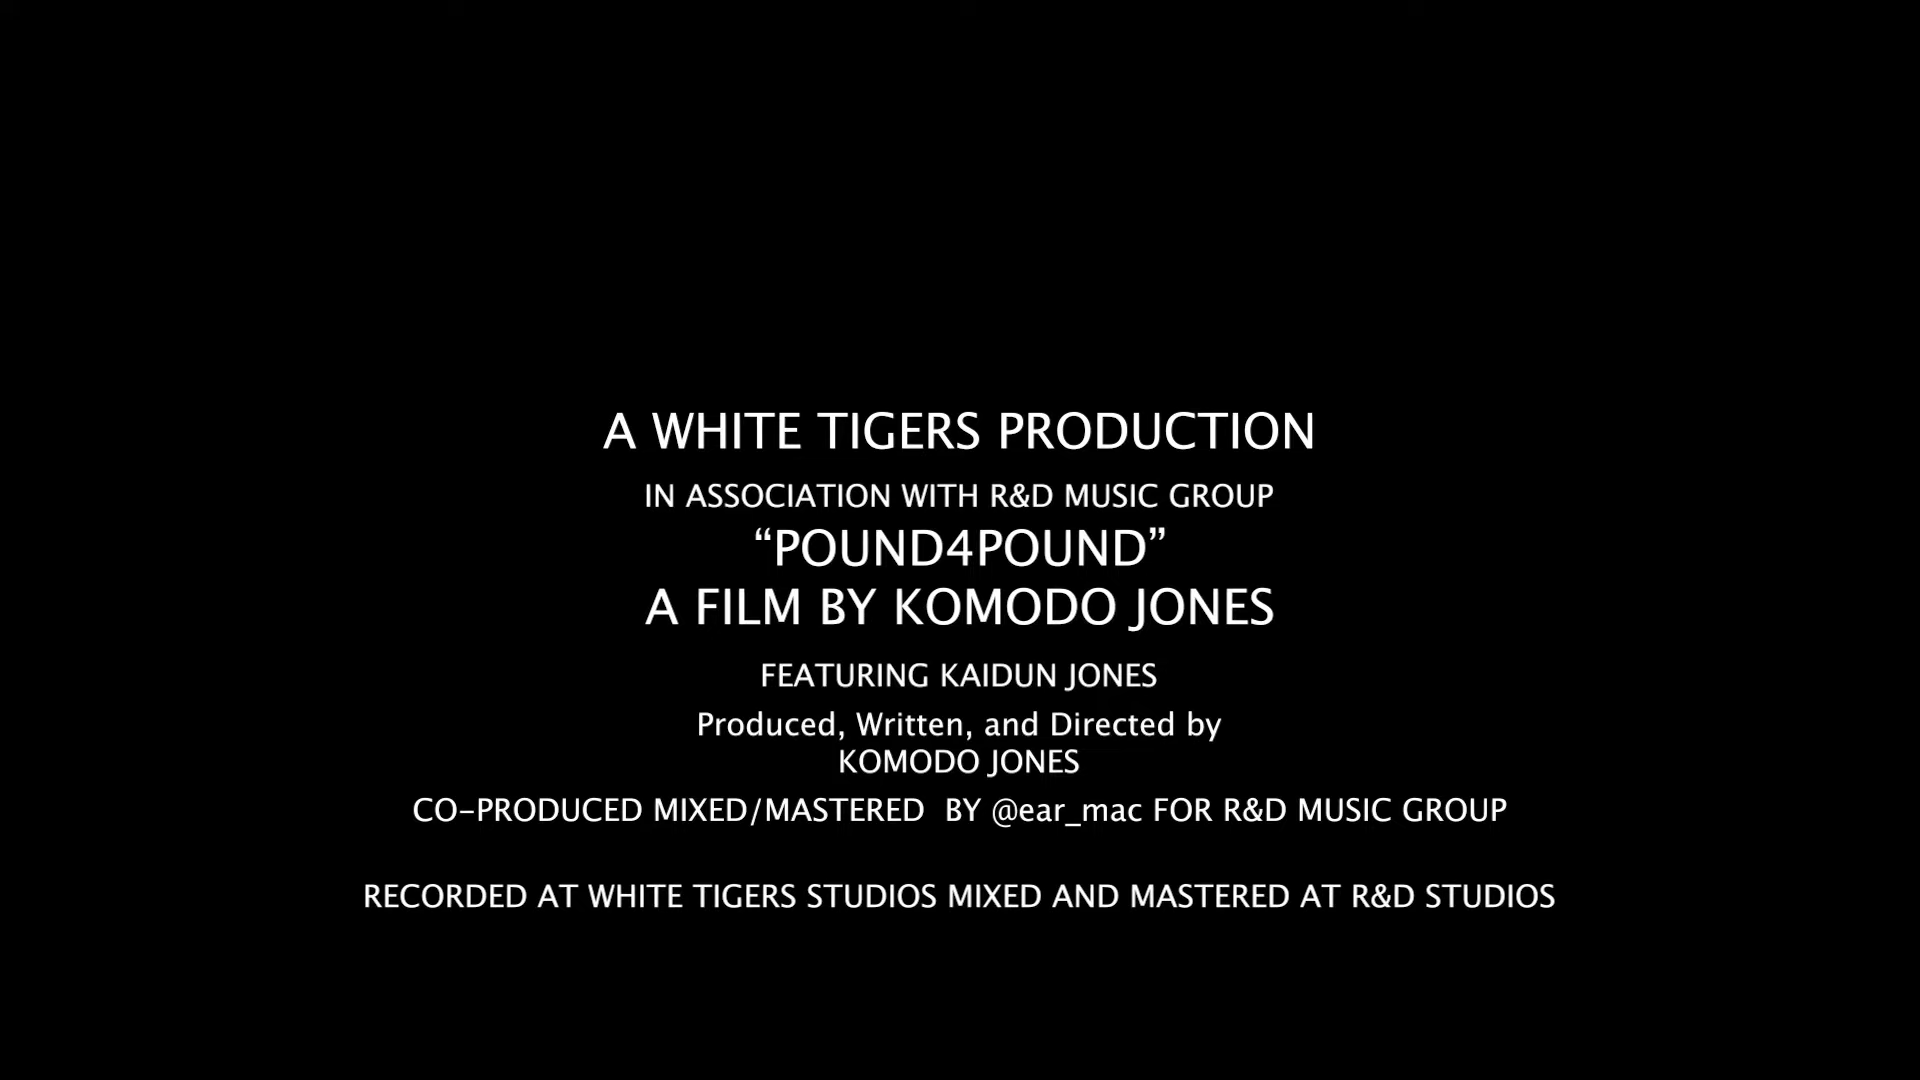 A WHITE TIGERS PRODUCTION
IN ASSOCIATION WITH R&D MUSIC GROUP
“POUND4POUND”
A FILM BY KOMODO JONES
FEATURING KAIDUN JONES
Produced, Written, and Directed by
KOMODO JONES
CO-PRODUCED MIXED/MASTERED  BY @ear_mac FOR R&D MUSIC GROUP
RECORDED AT WHITE TIGERS STUDIOS MIXED AND MASTERED AT R&D STUDIOS